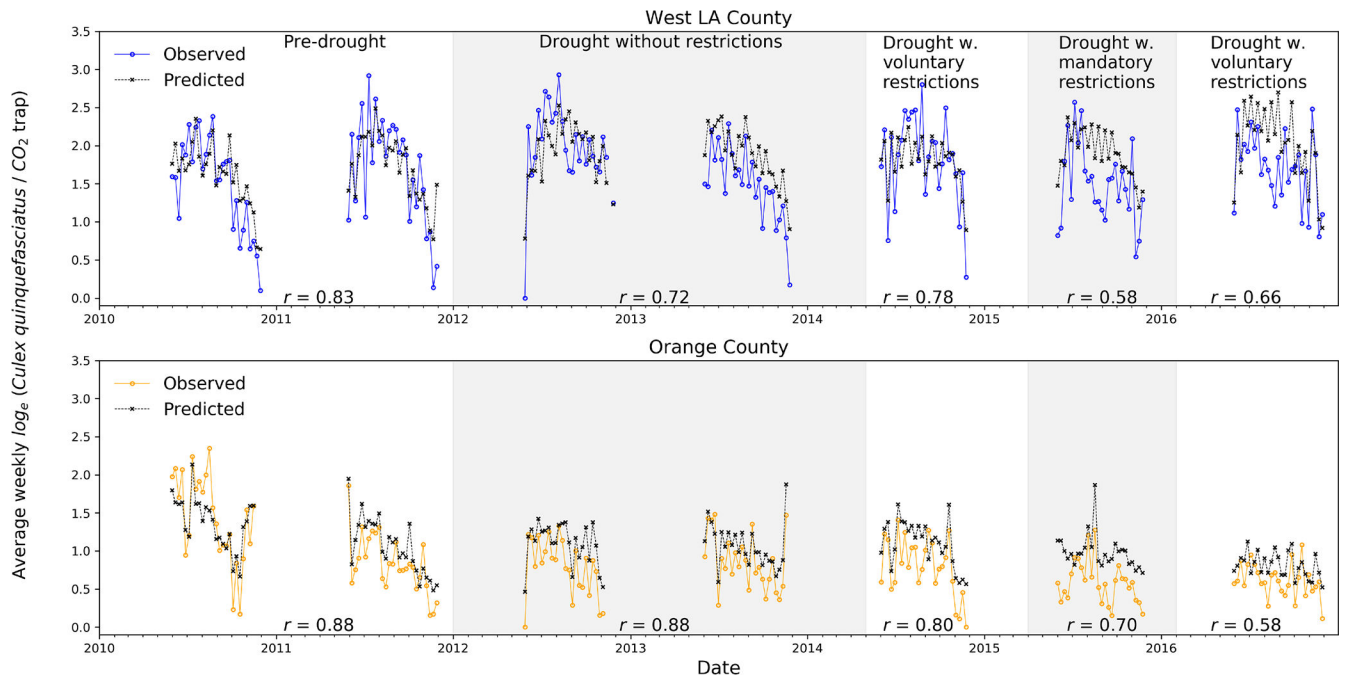 West LA County
3.5
3.0
2.5
2.0
1.5
1.0
0.5
0.0
Observed
Predicted
Pre-drought
Drought without restrictions
Drought w.
voluntary
restrictions
Drought w.
mandatory
restrictions
Drought w.
voluntary
restrictions
r = 0.83
r = 0.72
r = 0.78
r = 0.58
r = 0.66
2010 2011 2012 2013 2014 2015 2016
Average weekly logₑ (Culex quinquefasciatus / CO₂ trap)
Orange County
3.5
3.0
2.5
2.0
1.5
1.0
0.5
0.0
Observed
Predicted
r = 0.88
r = 0.88
r = 0.80
r = 0.70
r = 0.58
2010 2011 2012 2013 2014 2015 2016
Date